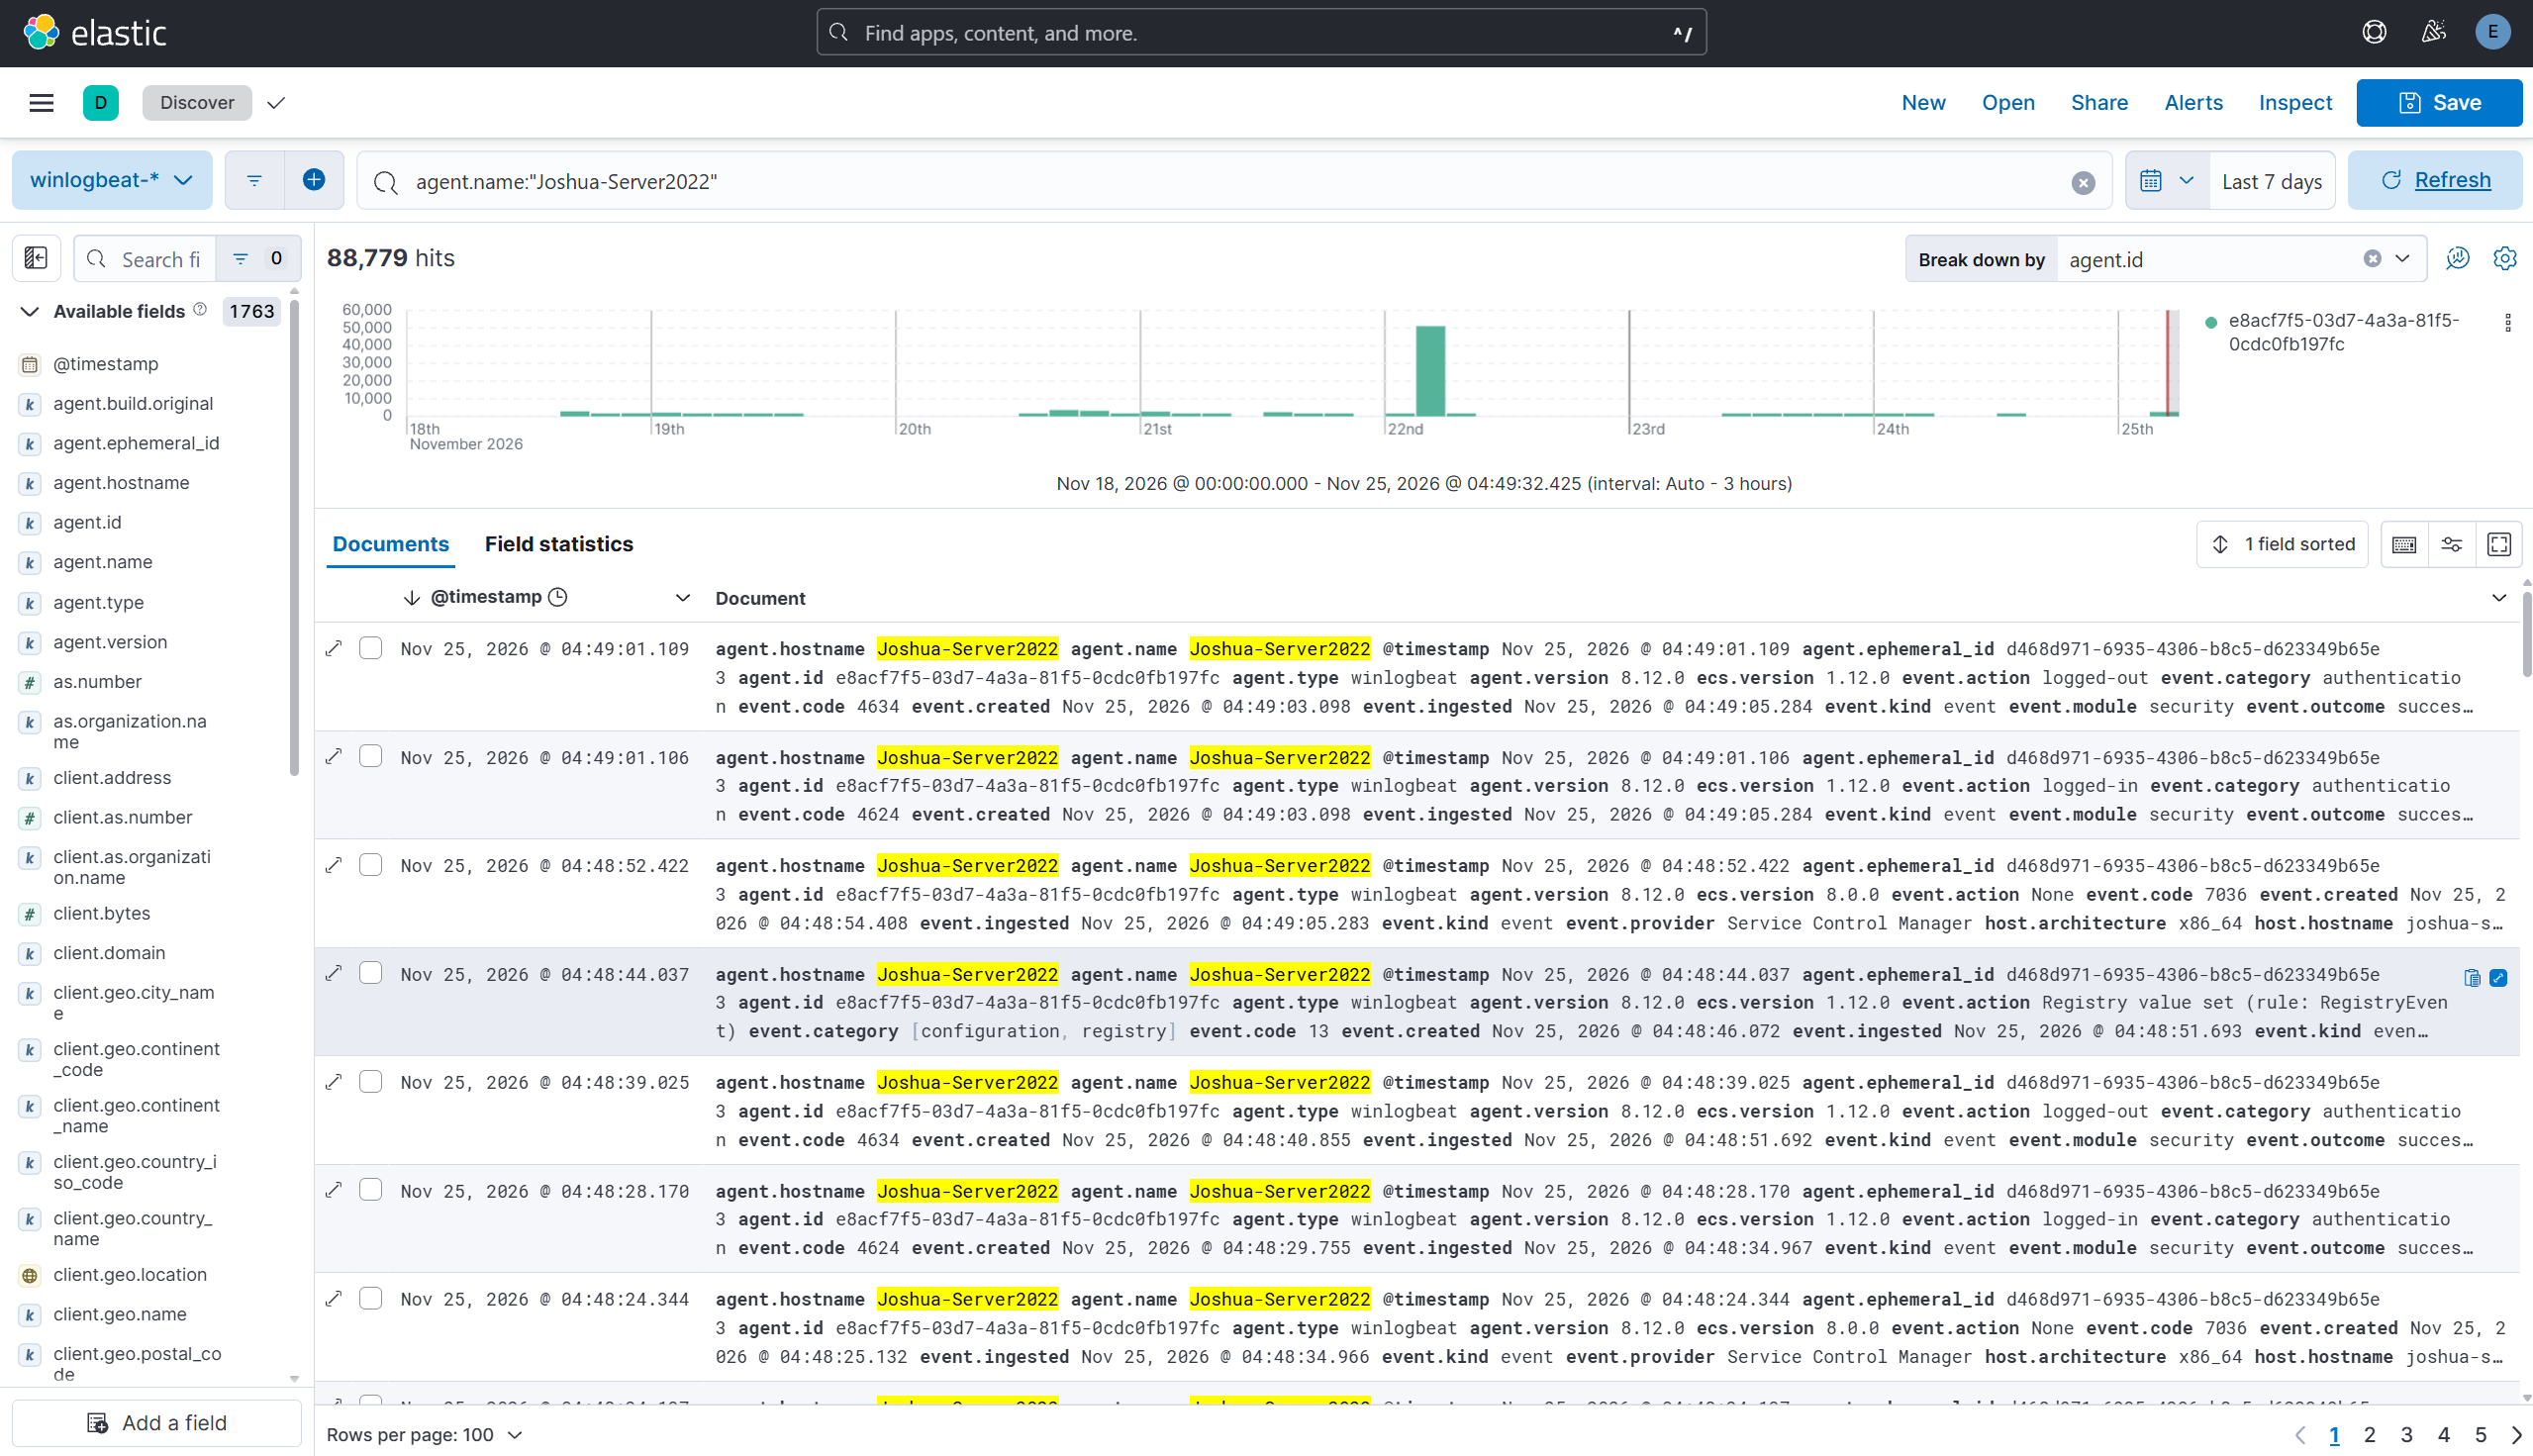 elastic
Find apps, content, and more.
^/
E
D
Discover
New
Open
Share
Alerts
Inspect
Save
winlogbeat-*
agent.name:"Joshua-Server2022"
Last 7 days
Refresh
Search fi
0
88,779 hits
Break down by
agent.id
Available fields
1763
@timestamp
agent.build.original
agent.ephemeral_id
agent.hostname
agent.id
agent.name
agent.type
agent.version
as.number
as.organization.na
me
client.address
client.as.number
client.as.organizati
on.name
client.bytes
client.domain
client.geo.city_nam
e
client.geo.continent
_code
client.geo.continent
_name
client.geo.country_i
so_code
client.geo.country_
name
client.geo.location
client.geo.name
client.geo.postal_co
de
Add a field
60,000
50,000
40,000
30,000
20,000
10,000
0
18th
November 2026
19th
20th
21st
22nd
23rd
24th
25th
e8acf7f5-03d7-4a3a-81f5-
0cdc0fb197fc
Nov 18, 2026 @ 00:00:00.000 - Nov 25, 2026 @ 04:49:32.425 (interval: Auto - 3 hours)
Documents
Field statistics
1 field sorted
@timestamp
Document
Nov 25, 2026 @ 04:49:01.109
agent.hostname Joshua-Server2022 agent.name Joshua-Server2022 @timestamp Nov 25, 2026 @ 04:49:01.109 agent.ephemeral_id d468d971-6935-4306-b8c5-d623349b65e
3 agent.id e8acf7f5-03d7-4a3a-81f5-0cdc0fb197fc agent.type winlogbeat agent.version 8.12.0 ecs.version 1.12.0 event.action logged-out event.category authenticatio
n event.code 4634 event.created Nov 25, 2026 @ 04:49:03.098 event.ingested Nov 25, 2026 @ 04:49:05.284 event.kind event event.module security event.outcome succes…
Nov 25, 2026 @ 04:49:01.106
agent.hostname Joshua-Server2022 agent.name Joshua-Server2022 @timestamp Nov 25, 2026 @ 04:49:01.106 agent.ephemeral_id d468d971-6935-4306-b8c5-d623349b65e
3 agent.id e8acf7f5-03d7-4a3a-81f5-0cdc0fb197fc agent.type winlogbeat agent.version 8.12.0 ecs.version 1.12.0 event.action logged-in event.category authenticatio
n event.code 4624 event.created Nov 25, 2026 @ 04:49:03.098 event.ingested Nov 25, 2026 @ 04:49:05.284 event.kind event event.module security event.outcome succes…
Nov 25, 2026 @ 04:48:52.422
agent.hostname Joshua-Server2022 agent.name Joshua-Server2022 @timestamp Nov 25, 2026 @ 04:48:52.422 agent.ephemeral_id d468d971-6935-4306-b8c5-d623349b65e
3 agent.id e8acf7f5-03d7-4a3a-81f5-0cdc0fb197fc agent.type winlogbeat agent.version 8.12.0 ecs.version 8.0.0 event.action None event.code 7036 event.created Nov 25, 2
026 @ 04:48:54.408 event.ingested Nov 25, 2026 @ 04:49:05.283 event.kind event event.provider Service Control Manager host.architecture x86_64 host.hostname joshua-s…
Nov 25, 2026 @ 04:48:44.037
agent.hostname Joshua-Server2022 agent.name Joshua-Server2022 @timestamp Nov 25, 2026 @ 04:48:44.037 agent.ephemeral_id d468d971-6935-4306-b8c5-d623349b65e
3 agent.id e8acf7f5-03d7-4a3a-81f5-0cdc0fb197fc agent.type winlogbeat agent.version 8.12.0 ecs.version 1.12.0 event.action Registry value set (rule: RegistryEven
t) event.category [configuration, registry] event.code 13 event.created Nov 25, 2026 @ 04:48:46.072 event.ingested Nov 25, 2026 @ 04:48:51.693 event.kind even…
Nov 25, 2026 @ 04:48:39.025
agent.hostname Joshua-Server2022 agent.name Joshua-Server2022 @timestamp Nov 25, 2026 @ 04:48:39.025 agent.ephemeral_id d468d971-6935-4306-b8c5-d623349b65e
3 agent.id e8acf7f5-03d7-4a3a-81f5-0cdc0fb197fc agent.type winlogbeat agent.version 8.12.0 ecs.version 1.12.0 event.action logged-out event.category authenticatio
n event.code 4634 event.created Nov 25, 2026 @ 04:48:40.855 event.ingested Nov 25, 2026 @ 04:48:51.692 event.kind event event.module security event.outcome succes…
Nov 25, 2026 @ 04:48:28.170
agent.hostname Joshua-Server2022 agent.name Joshua-Server2022 @timestamp Nov 25, 2026 @ 04:48:28.170 agent.ephemeral_id d468d971-6935-4306-b8c5-d623349b65e
3 agent.id e8acf7f5-03d7-4a3a-81f5-0cdc0fb197fc agent.type winlogbeat agent.version 8.12.0 ecs.version 1.12.0 event.action logged-in event.category authenticatio
n event.code 4624 event.created Nov 25, 2026 @ 04:48:29.755 event.ingested Nov 25, 2026 @ 04:48:34.967 event.kind event event.module security event.outcome succes…
Nov 25, 2026 @ 04:48:24.344
agent.hostname Joshua-Server2022 agent.name Joshua-Server2022 @timestamp Nov 25, 2026 @ 04:48:24.344 agent.ephemeral_id d468d971-6935-4306-b8c5-d623349b65e
3 agent.id e8acf7f5-03d7-4a3a-81f5-0cdc0fb197fc agent.type winlogbeat agent.version 8.12.0 ecs.version 8.0.0 event.action None event.code 7036 event.created Nov 25, 2
026 @ 04:48:25.132 event.ingested Nov 25, 2026 @ 04:48:34.966 event.kind event event.provider Service Control Manager host.architecture x86_64 host.hostname joshua-s…
Rows per page: 100
1 2 3 4 5